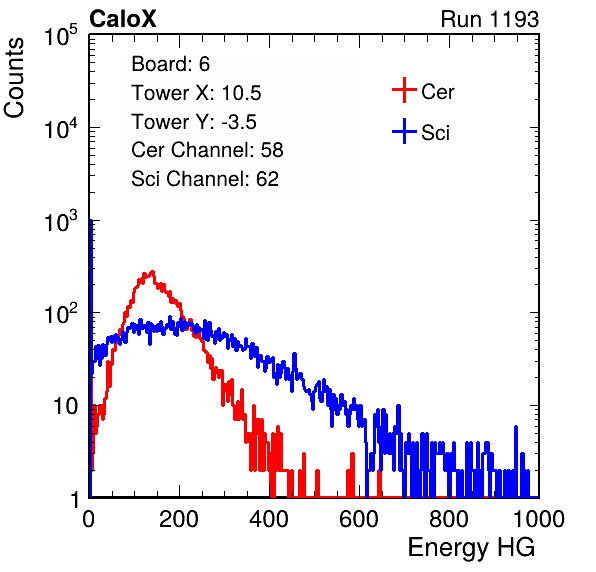 CaloX Run 1193
Counts
Board: 6
Tower X: 10.5
Tower Y: -3.5
Cer Channel: 58
Sci Channel: 62
Cer
Sci
10^5
10^4
10^3
10^2
10
1
0 200 400 600 800 1000
Energy HG